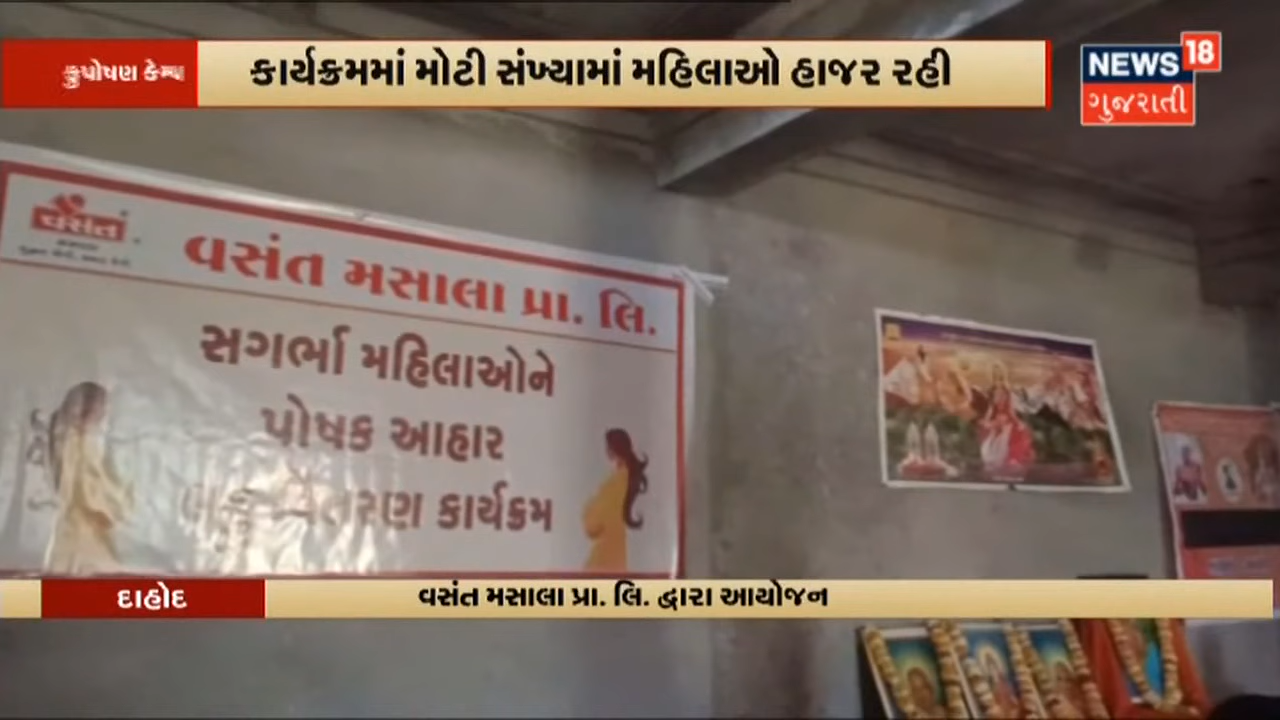 કુપોષણ કેમ્પ
કાર્યક્રમમાં મોટી સંખ્યામાં મહિલાઓ હાજર રહી
NEWS 18
ગુજરાતી
વસંત
વસંત મસાલા પ્રા. લિ.
સગર્ભા મહિલાઓને
પોષક આહાર
વિતરણ કાર્યક્રમ
દાહોદ
વસંત મસાલા પ્રા. લિ. દ્વારા આયોજન